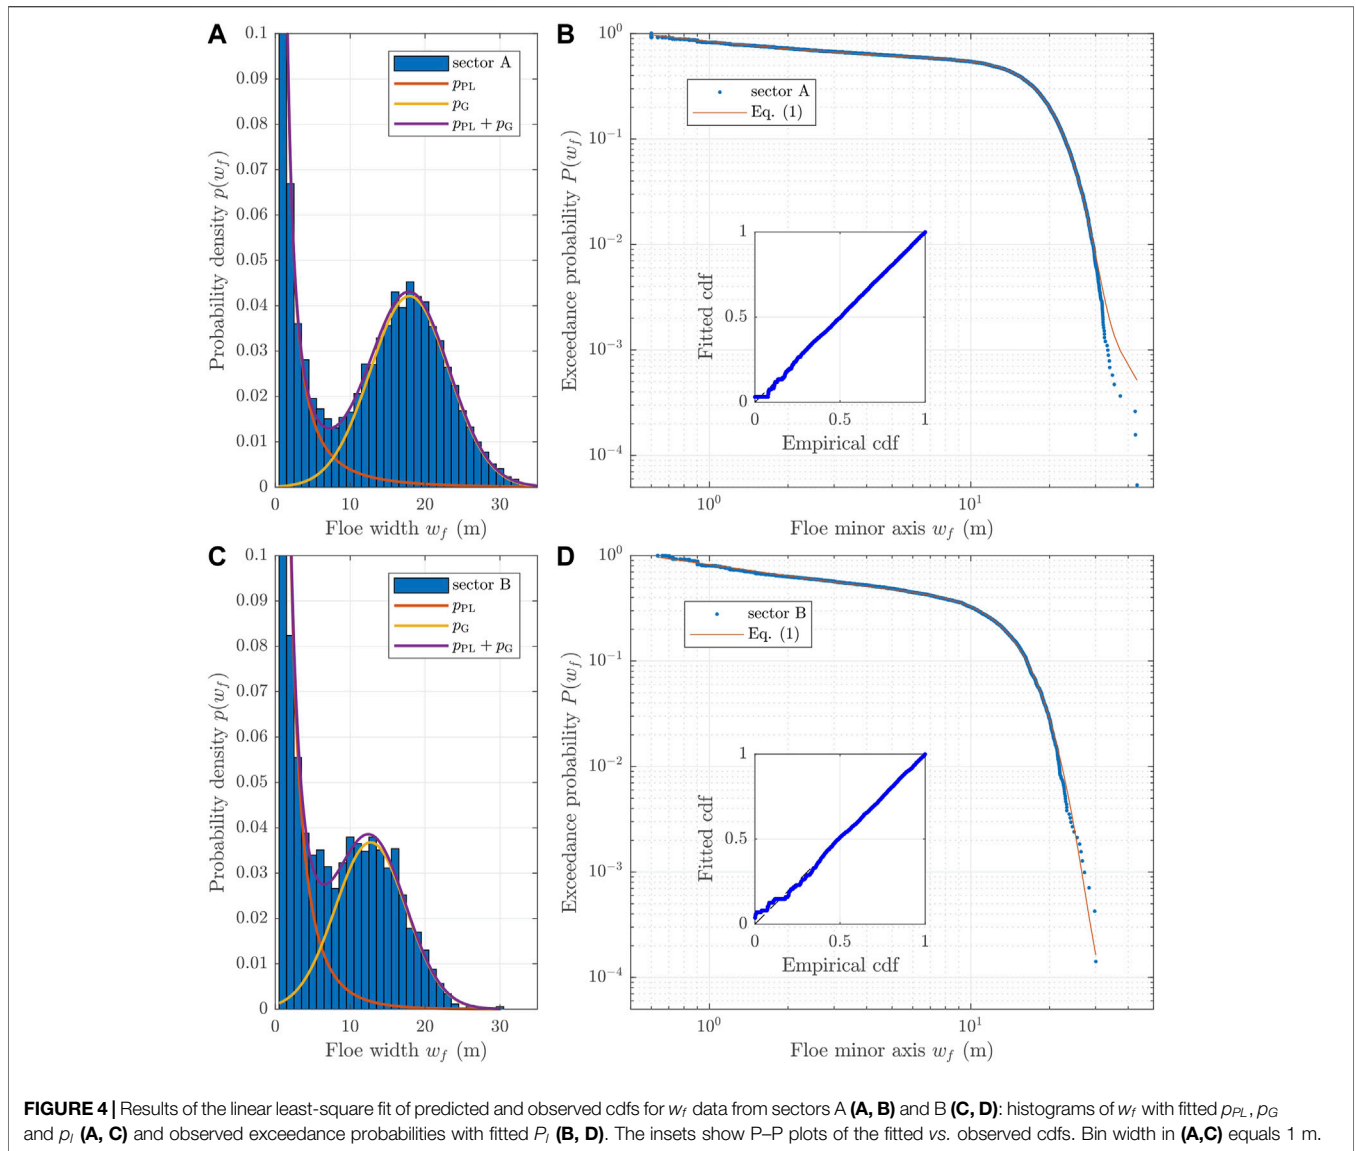 A
0.1
0.09
0.08
0.07
0.06
0.05
0.04
0.03
0.02
0.01
0
Probability density p(w_f)
sector A
p_PL
p_G
p_PL + p_G
0 10 20 30
Floe width w_f (m)
B
10^0
10^-1
10^-2
10^-3
10^-4
Exceedance probability P(w_f)
sector A
Eq. (1)
1
0.5
0
Fitted cdf
0 0.5 1
Empirical cdf
10^0 10^1
Floe minor axis w_f (m)
C
0.1
0.09
0.08
0.07
0.06
0.05
0.04
0.03
0.02
0.01
0
Probability density p(w_f)
sector B
p_PL
p_G
p_PL + p_G
0 10 20 30
Floe width w_f (m)
D
10^0
10^-1
10^-2
10^-3
10^-4
Exceedance probability P(w_f)
sector B
Eq. (1)
1
0.5
0
Fitted cdf
0 0.5 1
Empirical cdf
10^0 10^1
Floe minor axis w_f (m)
FIGURE 4 | Results of the linear least-square fit of predicted and observed cdfs for w_f data from sectors A (A, B) and B (C, D): histograms of w_f with fitted p_PL, p_G
and p_l (A, C) and observed exceedance probabilities with fitted P_l (B, D). The insets show P–P plots of the fitted vs. observed cdfs. Bin width in (A,C) equals 1 m.